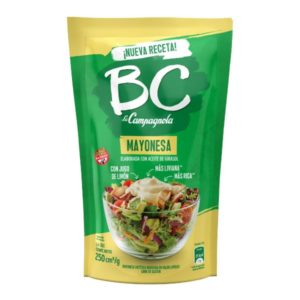 ¡NUEVA RECETA!
BC
La Campagnola
MAYONESA
ELABORADA CON ACEITE DE GIRASOL
CON JUGO
DE LIMÓN
MÁS LIVIANA
MÁS RICA
250 cm³/g